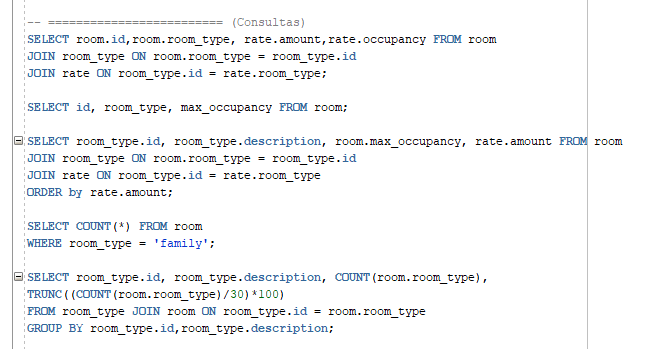 -- ========================= (Consultas)
SELECT room.id,room.room_type, rate.amount,rate.occupancy FROM room
JOIN room_type ON room.room_type = room_type.id
JOIN rate ON room_type.id = rate.room_type;
SELECT id, room_type, max_occupancy FROM room;
SELECT room_type.id, room_type.description, room.max_occupancy, rate.amount FROM room
JOIN room_type ON room.room_type = room_type.id
JOIN rate ON room_type.id = rate.room_type
ORDER by rate.amount;
SELECT COUNT(*) FROM room
WHERE room_type = 'family';
SELECT room_type.id, room_type.description, COUNT(room.room_type),
TRUNC((COUNT(room.room_type)/30)*100)
FROM room_type JOIN room ON room_type.id = room.room_type
GROUP BY room_type.id,room_type.description;